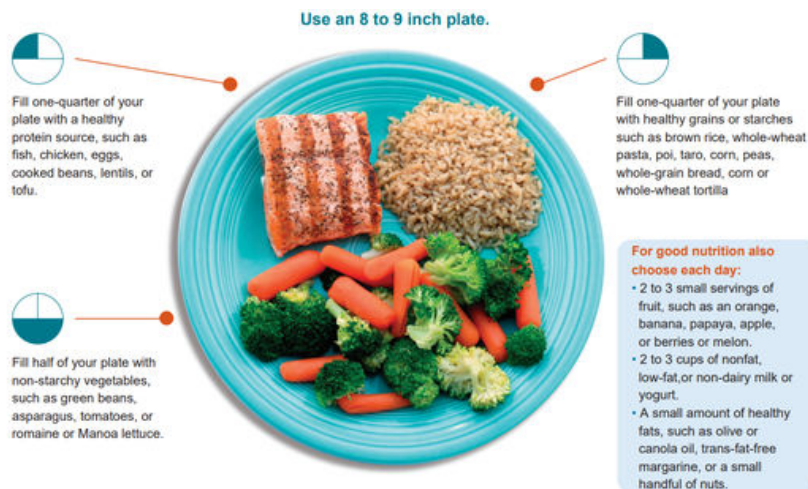 Use an 8 to 9 inch plate.
Fill one-quarter of your
plate with a healthy
protein source, such as
fish, chicken, eggs,
cooked beans, lentils, or
tofu.
Fill one-quarter of your plate
with healthy grains or starches
such as brown rice, whole-wheat
pasta, poi, taro, corn, peas,
whole-grain bread, corn or
whole-wheat tortilla
Fill half of your plate with
non-starchy vegetables,
such as green beans,
asparagus, tomatoes, or
romaine or Manoa lettuce.
For good nutrition also
choose each day:
• 2 to 3 small servings of
fruit, such as an orange,
banana, papaya, apple,
or berries or melon.
• 2 to 3 cups of nonfat,
low-fat,or non-dairy milk or
yogurt.
• A small amount of healthy
fats, such as olive or
canola oil, trans-fat-free
margarine, or a small
handful of nuts.